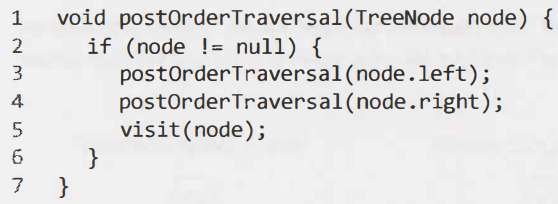 1 void postOrderTraversal(TreeNode node) {
2 if (node != null) {
3 postOrderTraversal(node.left);
4 postOrderTraversal(node.right);
5 visit(node);
6 }
7 }